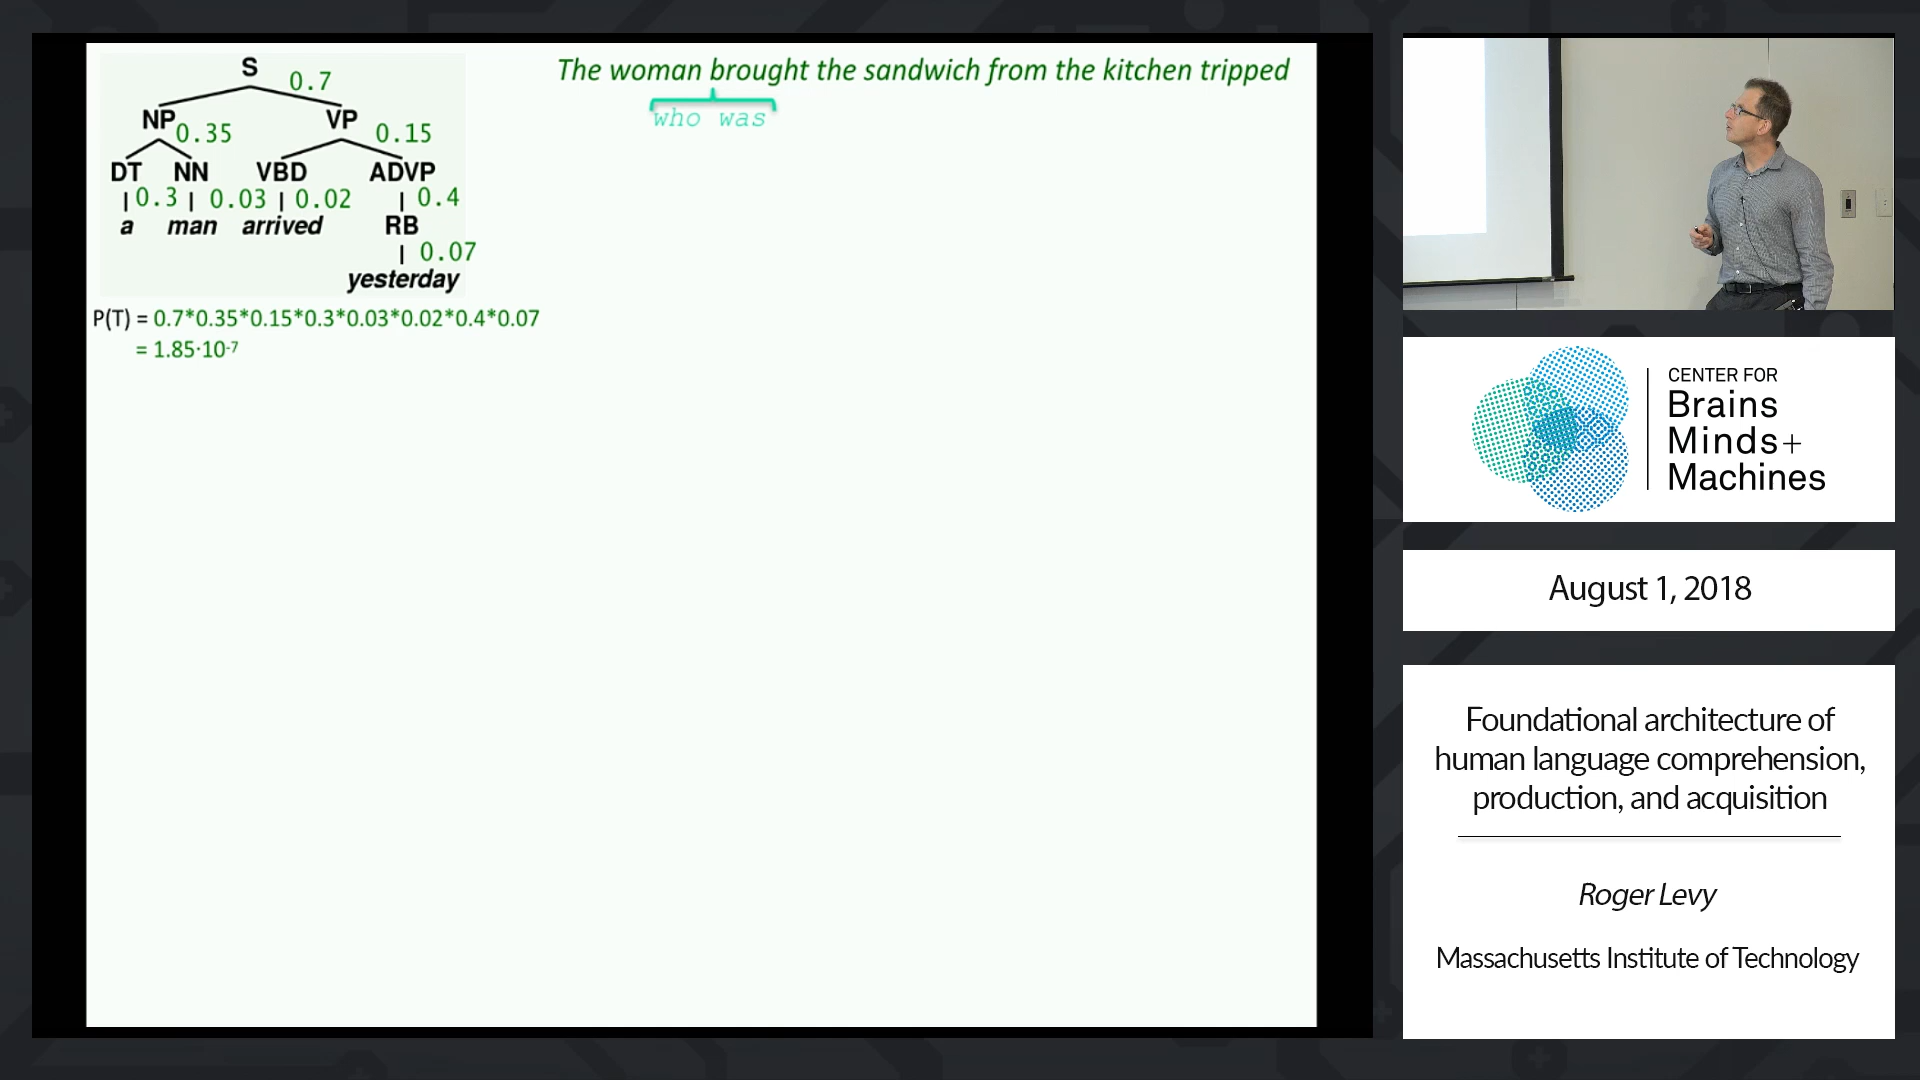 S
0.7
NP 0.35 VP 0.15
DT NN VBD ADVP
0.3 0.03 0.02 0.4
a man arrived RB
0.07
yesterday
P(T) = 0.7*0.35*0.15*0.3*0.03*0.02*0.4*0.07
= 1.85·10-7
The woman brought the sandwich from the kitchen tripped
who was
CENTER FOR
Brains
Minds+
Machines
August 1, 2018
Foundational architecture of
human language comprehension,
production, and acquisition
Roger Levy
Massachusetts Institute of Technology